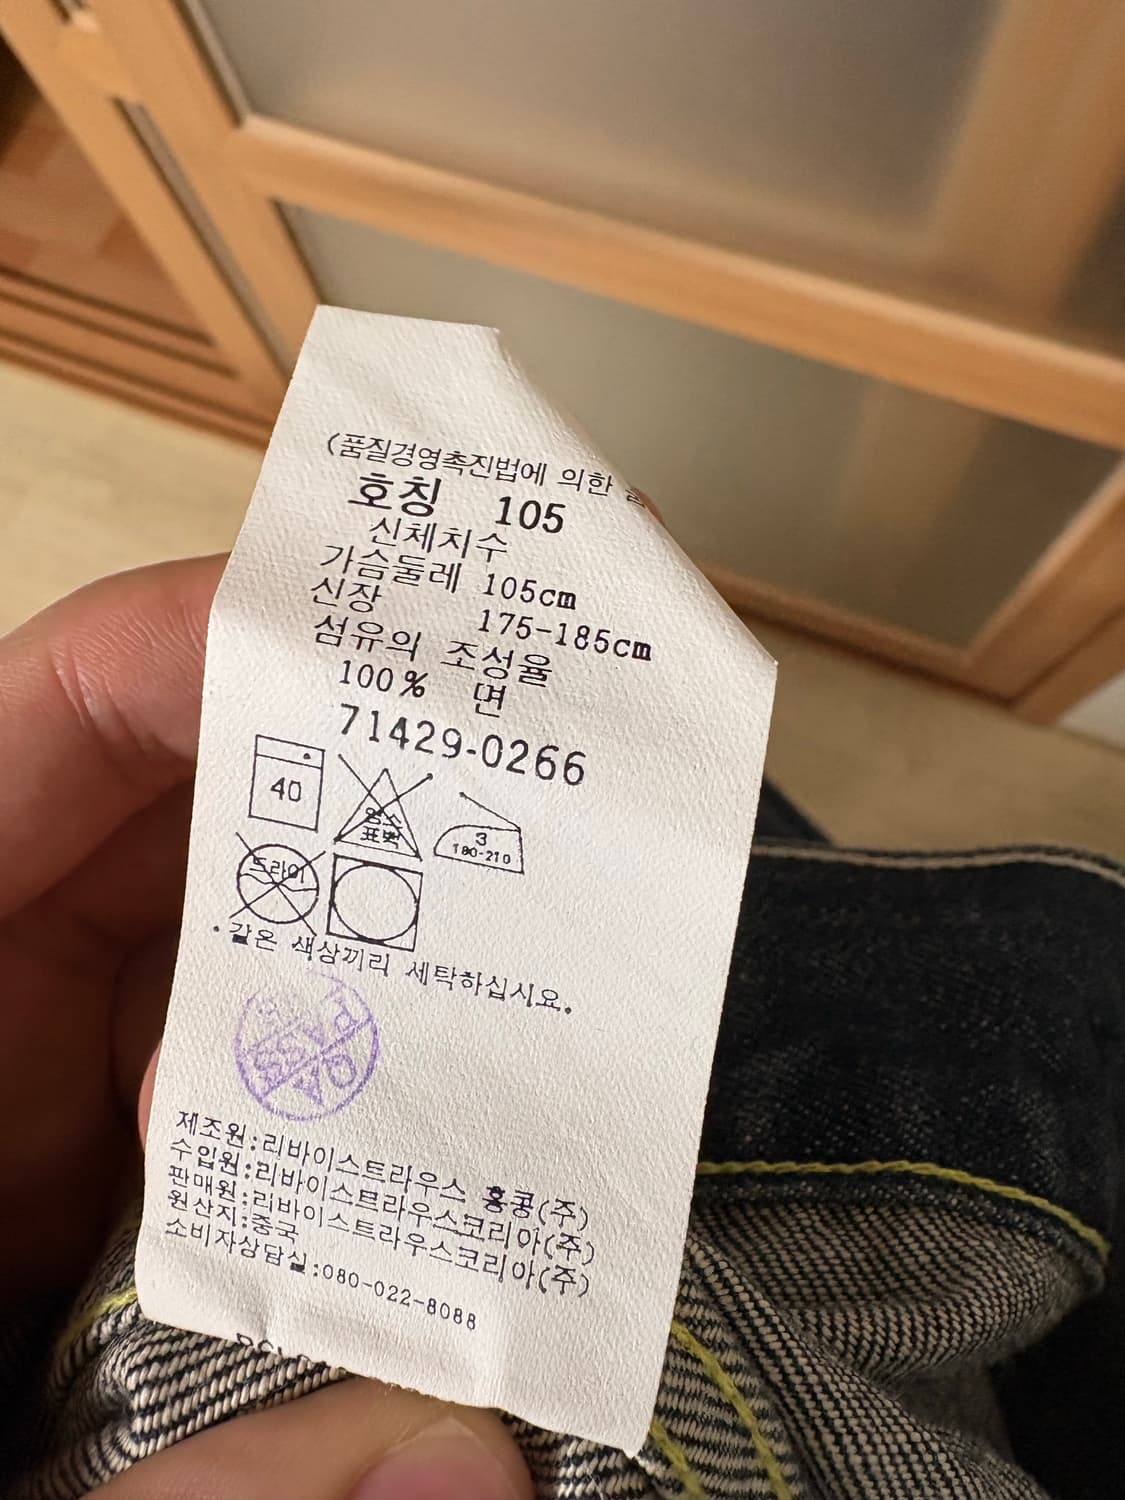 (품질경영촉진법에 의한
호칭 105
신체치수
가슴둘레 105cm
신장 175-185cm
섬유의 조성율
100% 면
71429-0266
40
염소
표백
3
180-210
드라이
·같은 색상끼리 세탁하십시요.
제조원:리바이스트라우스 홍콩(주)
수입원:리바이스트라우스코리아(주)
판매원:리바이스트라우스코리아(주)
원산지:중국
소비자상담실:080-022-8088